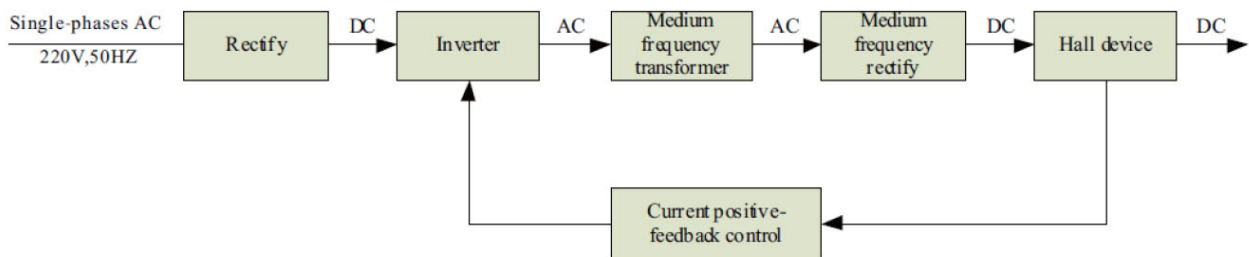 Single-phases AC
220V,50HZ
Rectify
DC
Inverter
AC
Medium
frequency
transformer
AC
Medium
frequency
rectify
DC
Hall device
DC
Current positive-
feedback control